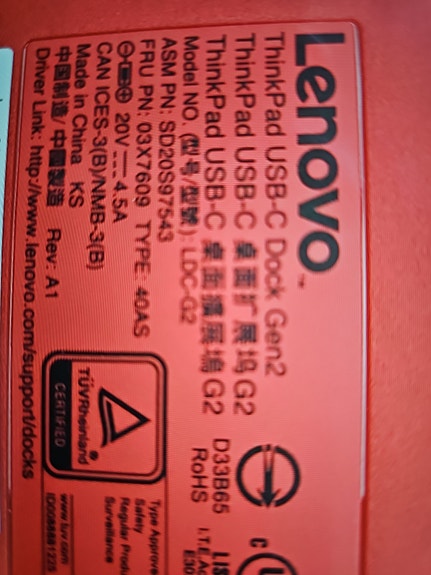 Lenovo™
ThinkPad USB-C Dock Gen2
ThinkPad USB-C 桌面扩展坞 G2
ThinkPad USB-C 桌面擴展塢 G2
Model NO. (型号/型號): LDC-G2
ASM PN: SD20S97543
FRU PN: 03X7609 TYPE: 40AS
20V 4.5A
CAN ICES-3(B)/NMB-3(B)
Made in China KS
中国制造/中國製造 Rev: A1
Driver Link: http://www.lenovo.com/support/docks
D33B65
RoHS
TÜVRheinland®
CERTIFIED
Type Approved
Safety
Regular Produ
Surveillance
www.tuv.com
C
LIS
I.T.E.
E30